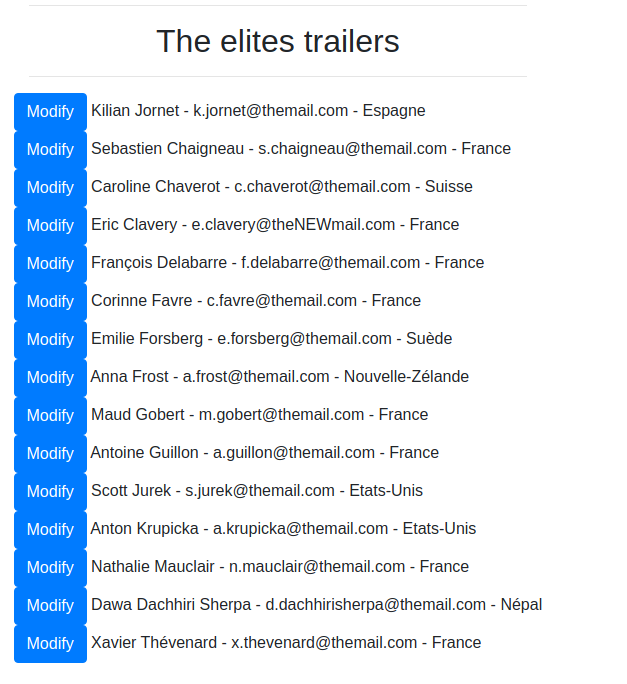 The elites trailers
Modify Kilian Jornet - k.jornet@themail.com - Espagne
Modify Sebastien Chaigneau - s.chaigneau@themail.com - France
Modify Caroline Chaverot - c.chaverot@themail.com - Suisse
Modify Eric Clavery - e.clavery@theNEWmail.com - France
Modify François Delabarre - f.delabarre@themail.com - France
Modify Corinne Favre - c.favre@themail.com - France
Modify Emilie Forsberg - e.forsberg@themail.com - Suède
Modify Anna Frost - a.frost@themail.com - Nouvelle-Zélande
Modify Maud Gobert - m.gobert@themail.com - France
Modify Antoine Guillon - a.guillon@themail.com - France
Modify Scott Jurek - s.jurek@themail.com - Etats-Unis
Modify Anton Krupicka - a.krupicka@themail.com - Etats-Unis
Modify Nathalie Mauclair - n.mauclair@themail.com - France
Modify Dawa Dachhiri Sherpa - d.dachhirisherpa@themail.com - Népal
Modify Xavier Thévenard - x.thevenard@themail.com - France